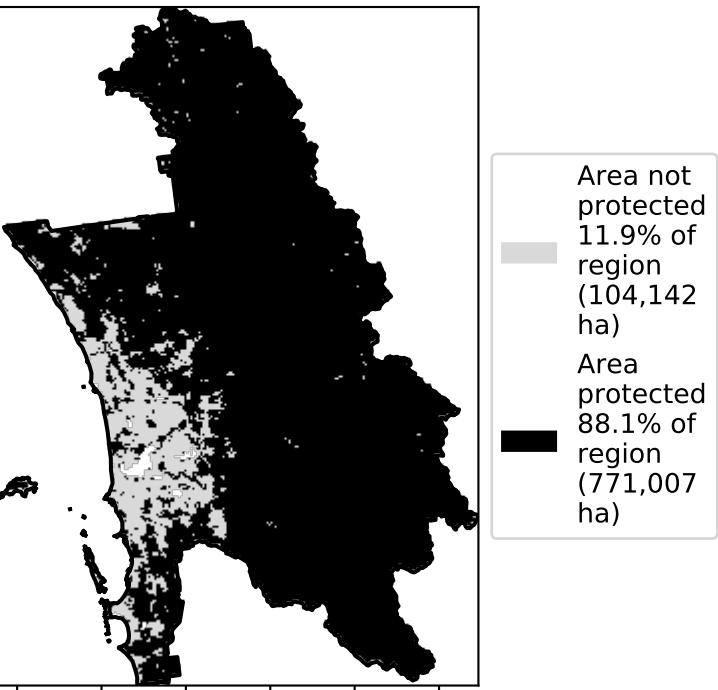 Area not
protected
11.9% of
region
(104,142
ha)
Area
protected
88.1% of
region
(771,007
ha)